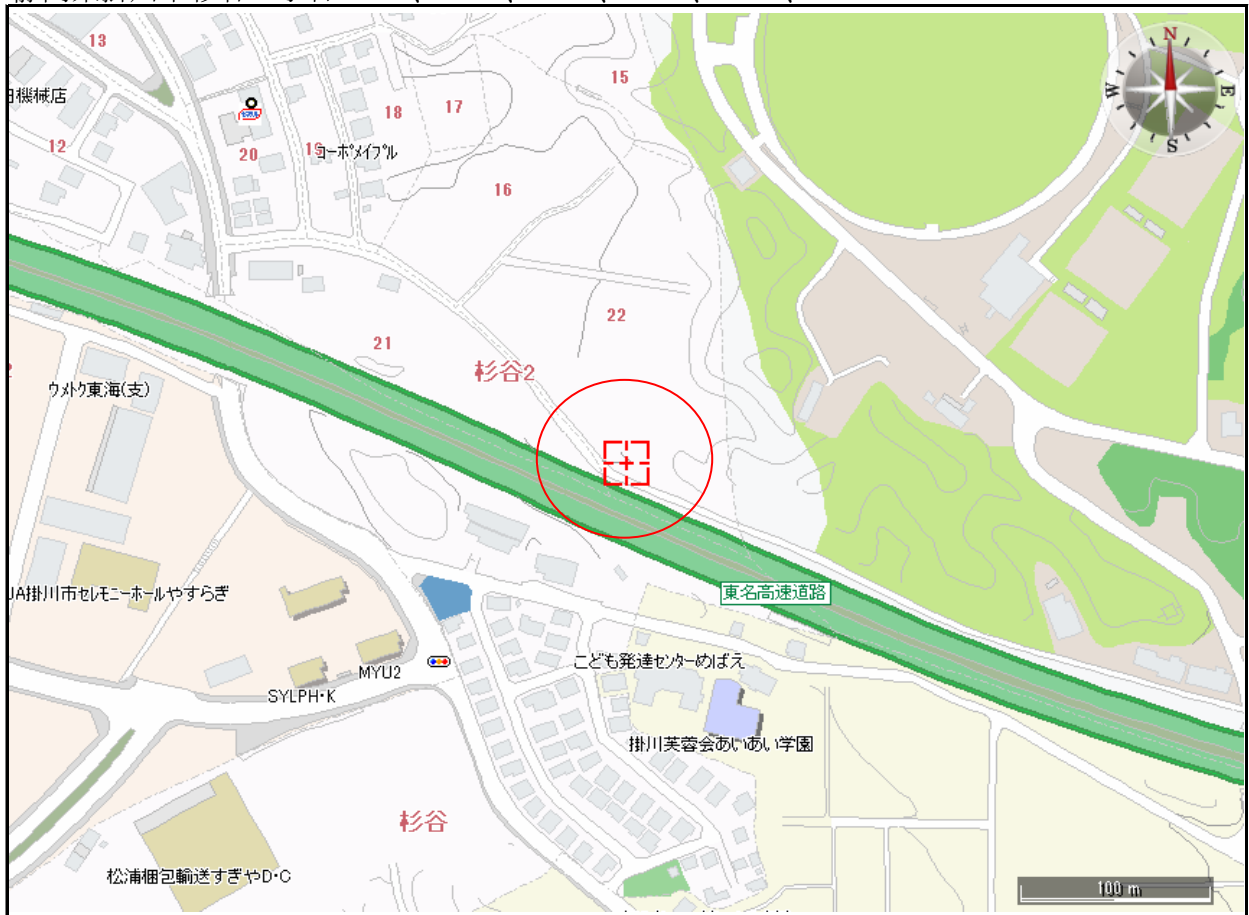 13
15
N
E
S
W
日機械店
17
18
12
20
19
コーポメイプル
16
22
21
杉谷2
ウメトク東海(支)
東名高速道路
JA掛川市セレモニーホールやすらぎ
こども発達センターめばえ
MYU2
SYLPH・K
掛川芙蓉会あいあい学園
杉谷
松浦梱包輸送すぎやD・C
100 m